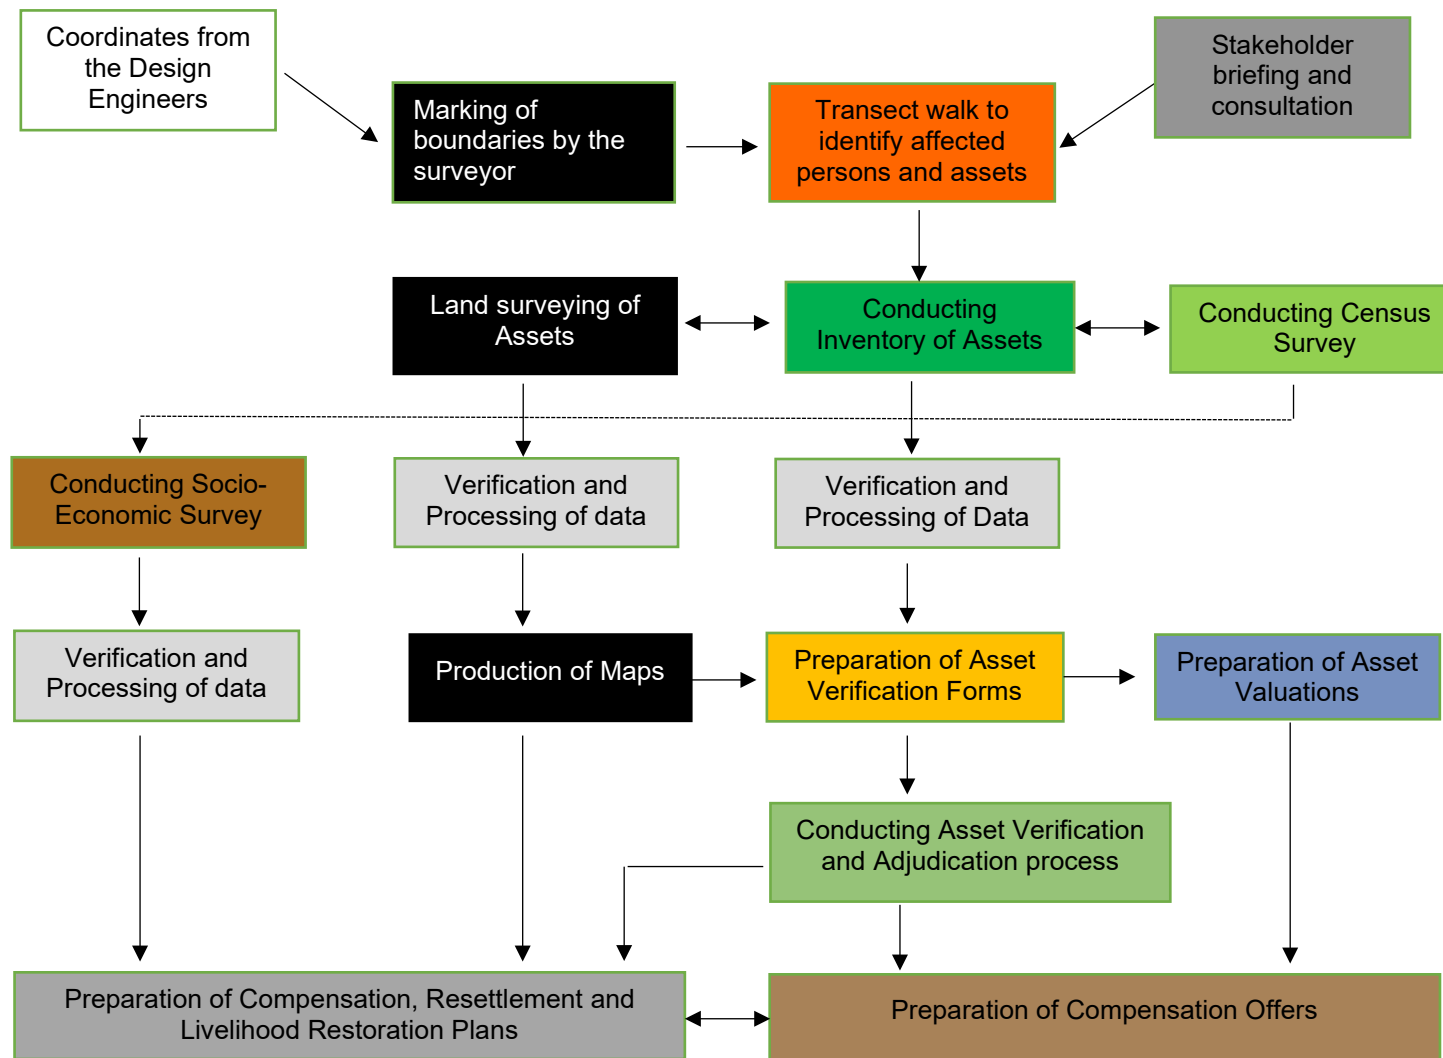 Coordinates from
the Design
Engineers
Marking of
boundaries by the
surveyor
Transect walk to
identify affected
persons and assets
Stakeholder
briefing and
consultation
Land surveying of
Assets
Conducting
Inventory of Assets
Conducting Census
Survey
Conducting Socio-
Economic Survey
Verification and
Processing of data
Verification and
Processing of Data
Verification and
Processing of data
Production of Maps
Preparation of Asset
Verification Forms
Preparation of Asset
Valuations
Conducting Asset Verification
and Adjudication process
Preparation of Compensation, Resettlement and
Livelihood Restoration Plans
Preparation of Compensation Offers